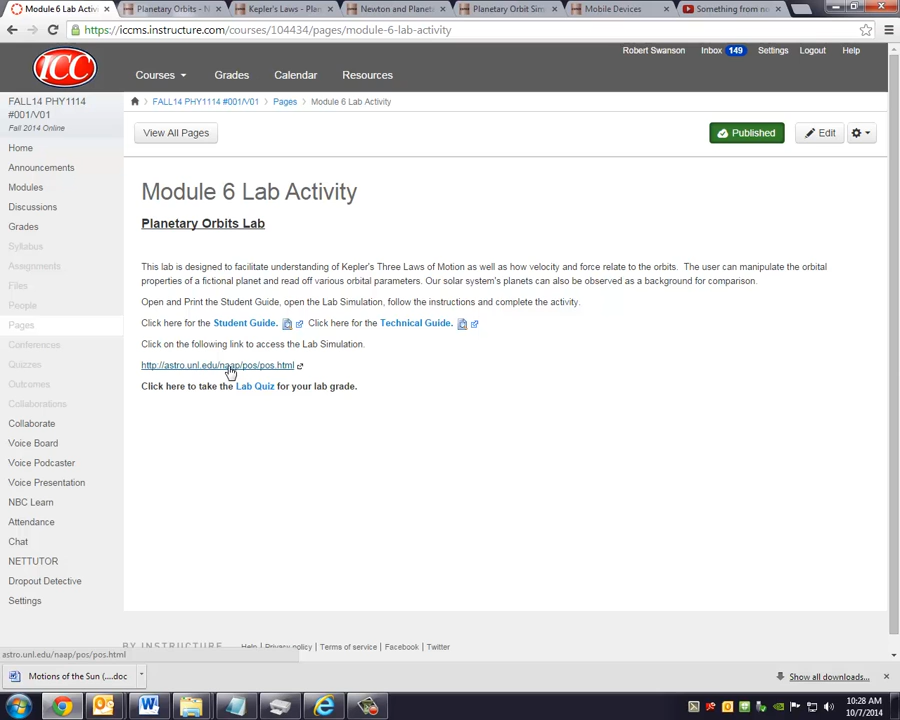 Module 6 Lab Activi
Planetary Orbits - N
Kepler's Laws - Plan
Newton and Planeta
Planetary Orbit Sim
Mobile Devices
Something from no
https://iccms.instructure.com/courses/104434/pages/module-6-lab-activity
Robert Swanson Inbox 149 Settings Logout Help
ICC
Courses Grades Calendar Resources
FALL14 PHY1114
#001/V01
Fall 2014 Online
FALL14 PHY1114 #001/V01 > Pages > Module 6 Lab Activity
View All Pages
Published
Edit
Home
Announcements
Modules
Discussions
Grades
Syllabus
Assignments
Files
People
Pages
Conferences
Quizzes
Outcomes
Collaborations
Collaborate
Voice Board
Voice Podcaster
Voice Presentation
NBC Learn
Attendance
Chat
NETTUTOR
Dropout Detective
Settings
Module 6 Lab Activity
Planetary Orbits Lab
This lab is designed to facilitate understanding of Kepler's Three Laws of Motion as well as how velocity and force relate to the orbits. The user can manipulate the orbital
properties of a fictional planet and read off various orbital parameters. Our solar system's planets can also be observed as a background for comparison.
Open and Print the Student Guide, open the Lab Simulation, follow the instructions and complete the activity.
Click here for the Student Guide. Click here for the Technical Guide.
Click on the following link to access the Lab Simulation.
http://astro.unl.edu/naap/pos/pos.html
Click here to take the Lab Quiz for your lab grade.
BY INSTRUCTURE Help | Privacy policy | Terms of service | Facebook | Twitter
astro.unl.edu/naap/pos/pos.html
Motions of the Sun (....doc
Show all downloads...
10:28 AM
10/7/2014